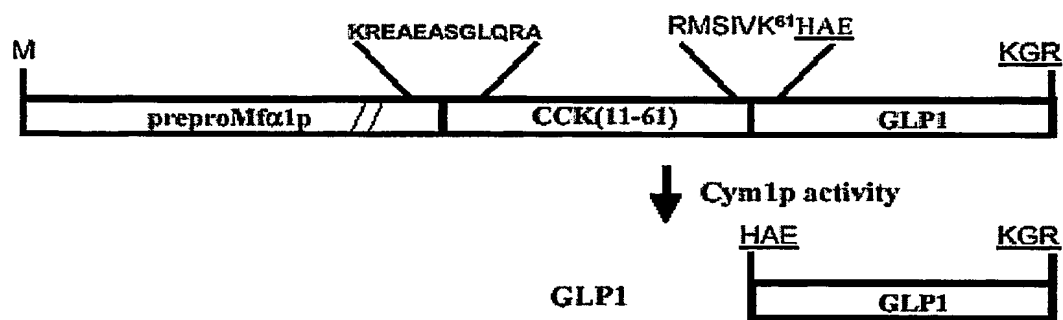 KREAEASGLQRA RMSIVK⁶¹HAE
M KGR
preproMfα1p // CCK(11-61) GLP1
Cym1p activity
HAE KGR
GLP1 GLP1